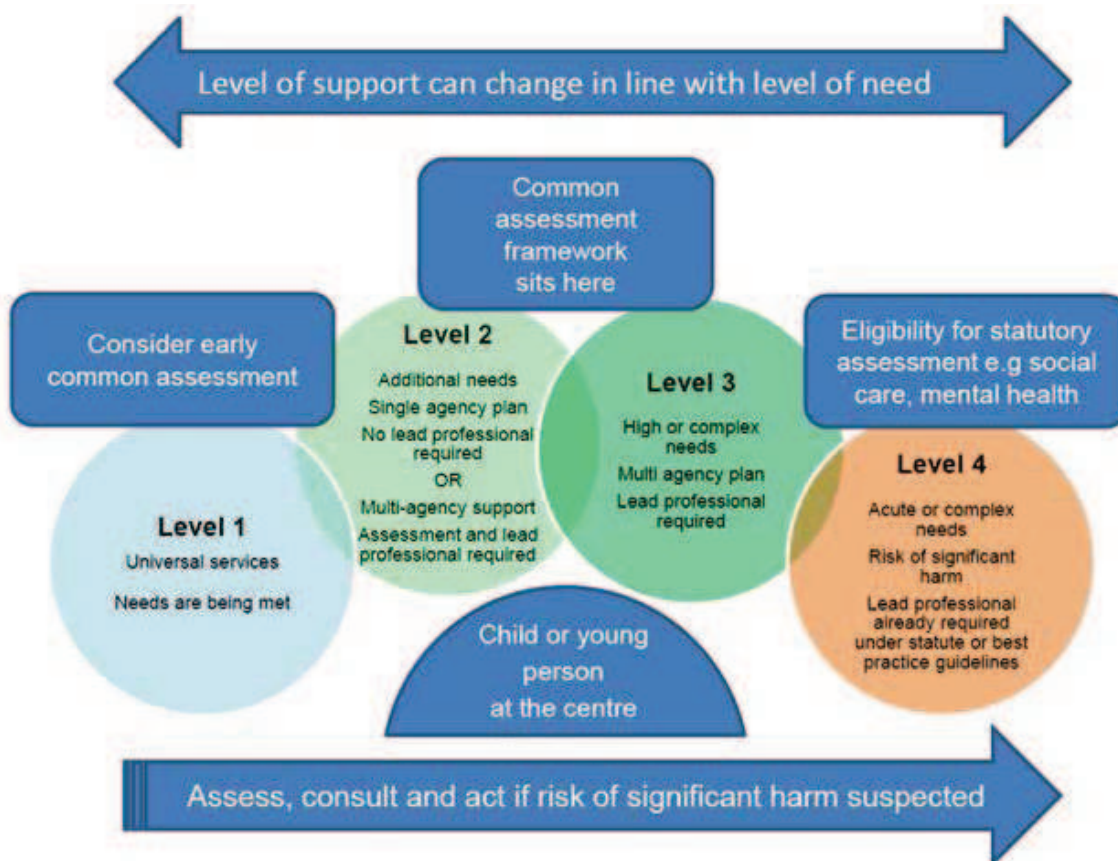 Level of support can change in line with level of need
Common
assessment
framework
sits here
Consider early
common assessment
Level 2
Additional needs
Single agency plan
No lead professional
required
OR
Multi-agency support
Assessment and lead
professional required
Level 3
High or complex
needs
Multi agency plan
Lead professional
required
Eligibility for statutory
assessment e.g social
care, mental health
Level 1
Universal services
Needs are being met
Level 4
Acute or complex
needs
Risk of significant
harm
Lead professional
already required
under statute or best
practice guidelines
Child or young
person
at the centre
Assess, consult and act if risk of significant harm suspected